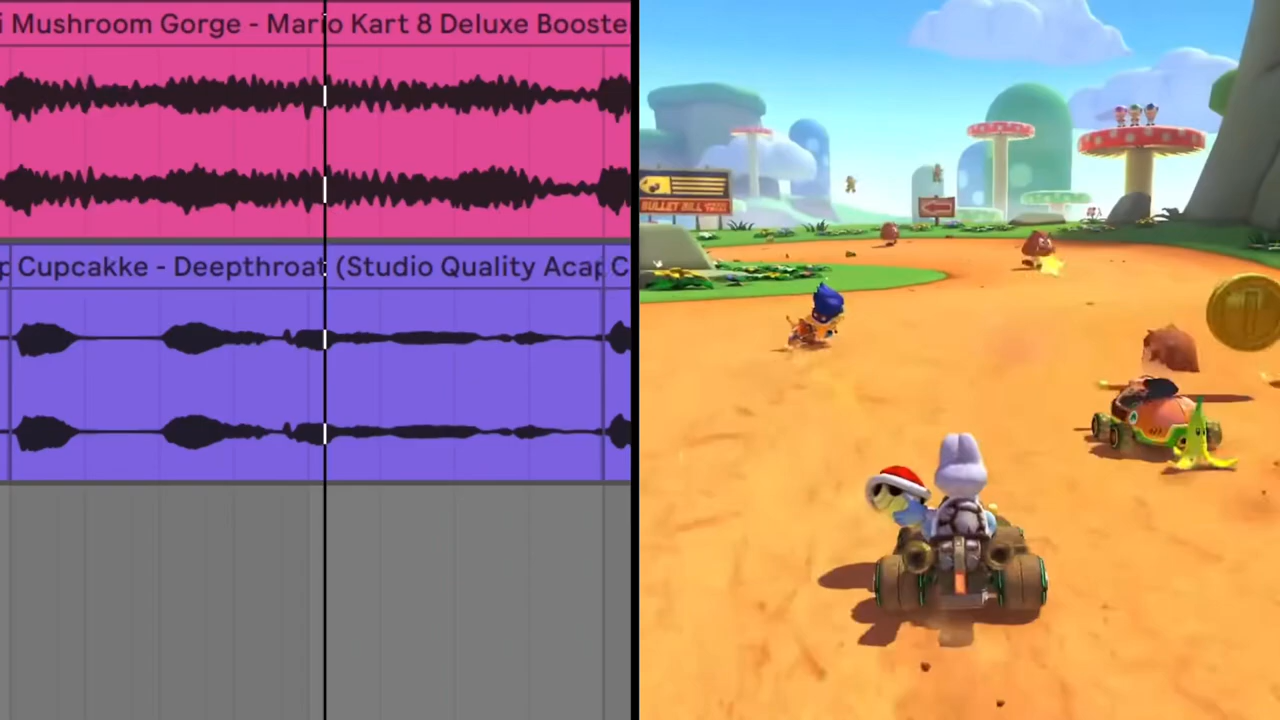 i Mushroom Gorge - Mario Kart 8 Deluxe Booste
p Cupcakke - Deepthroat (Studio Quality Acap C
BULLET BILL